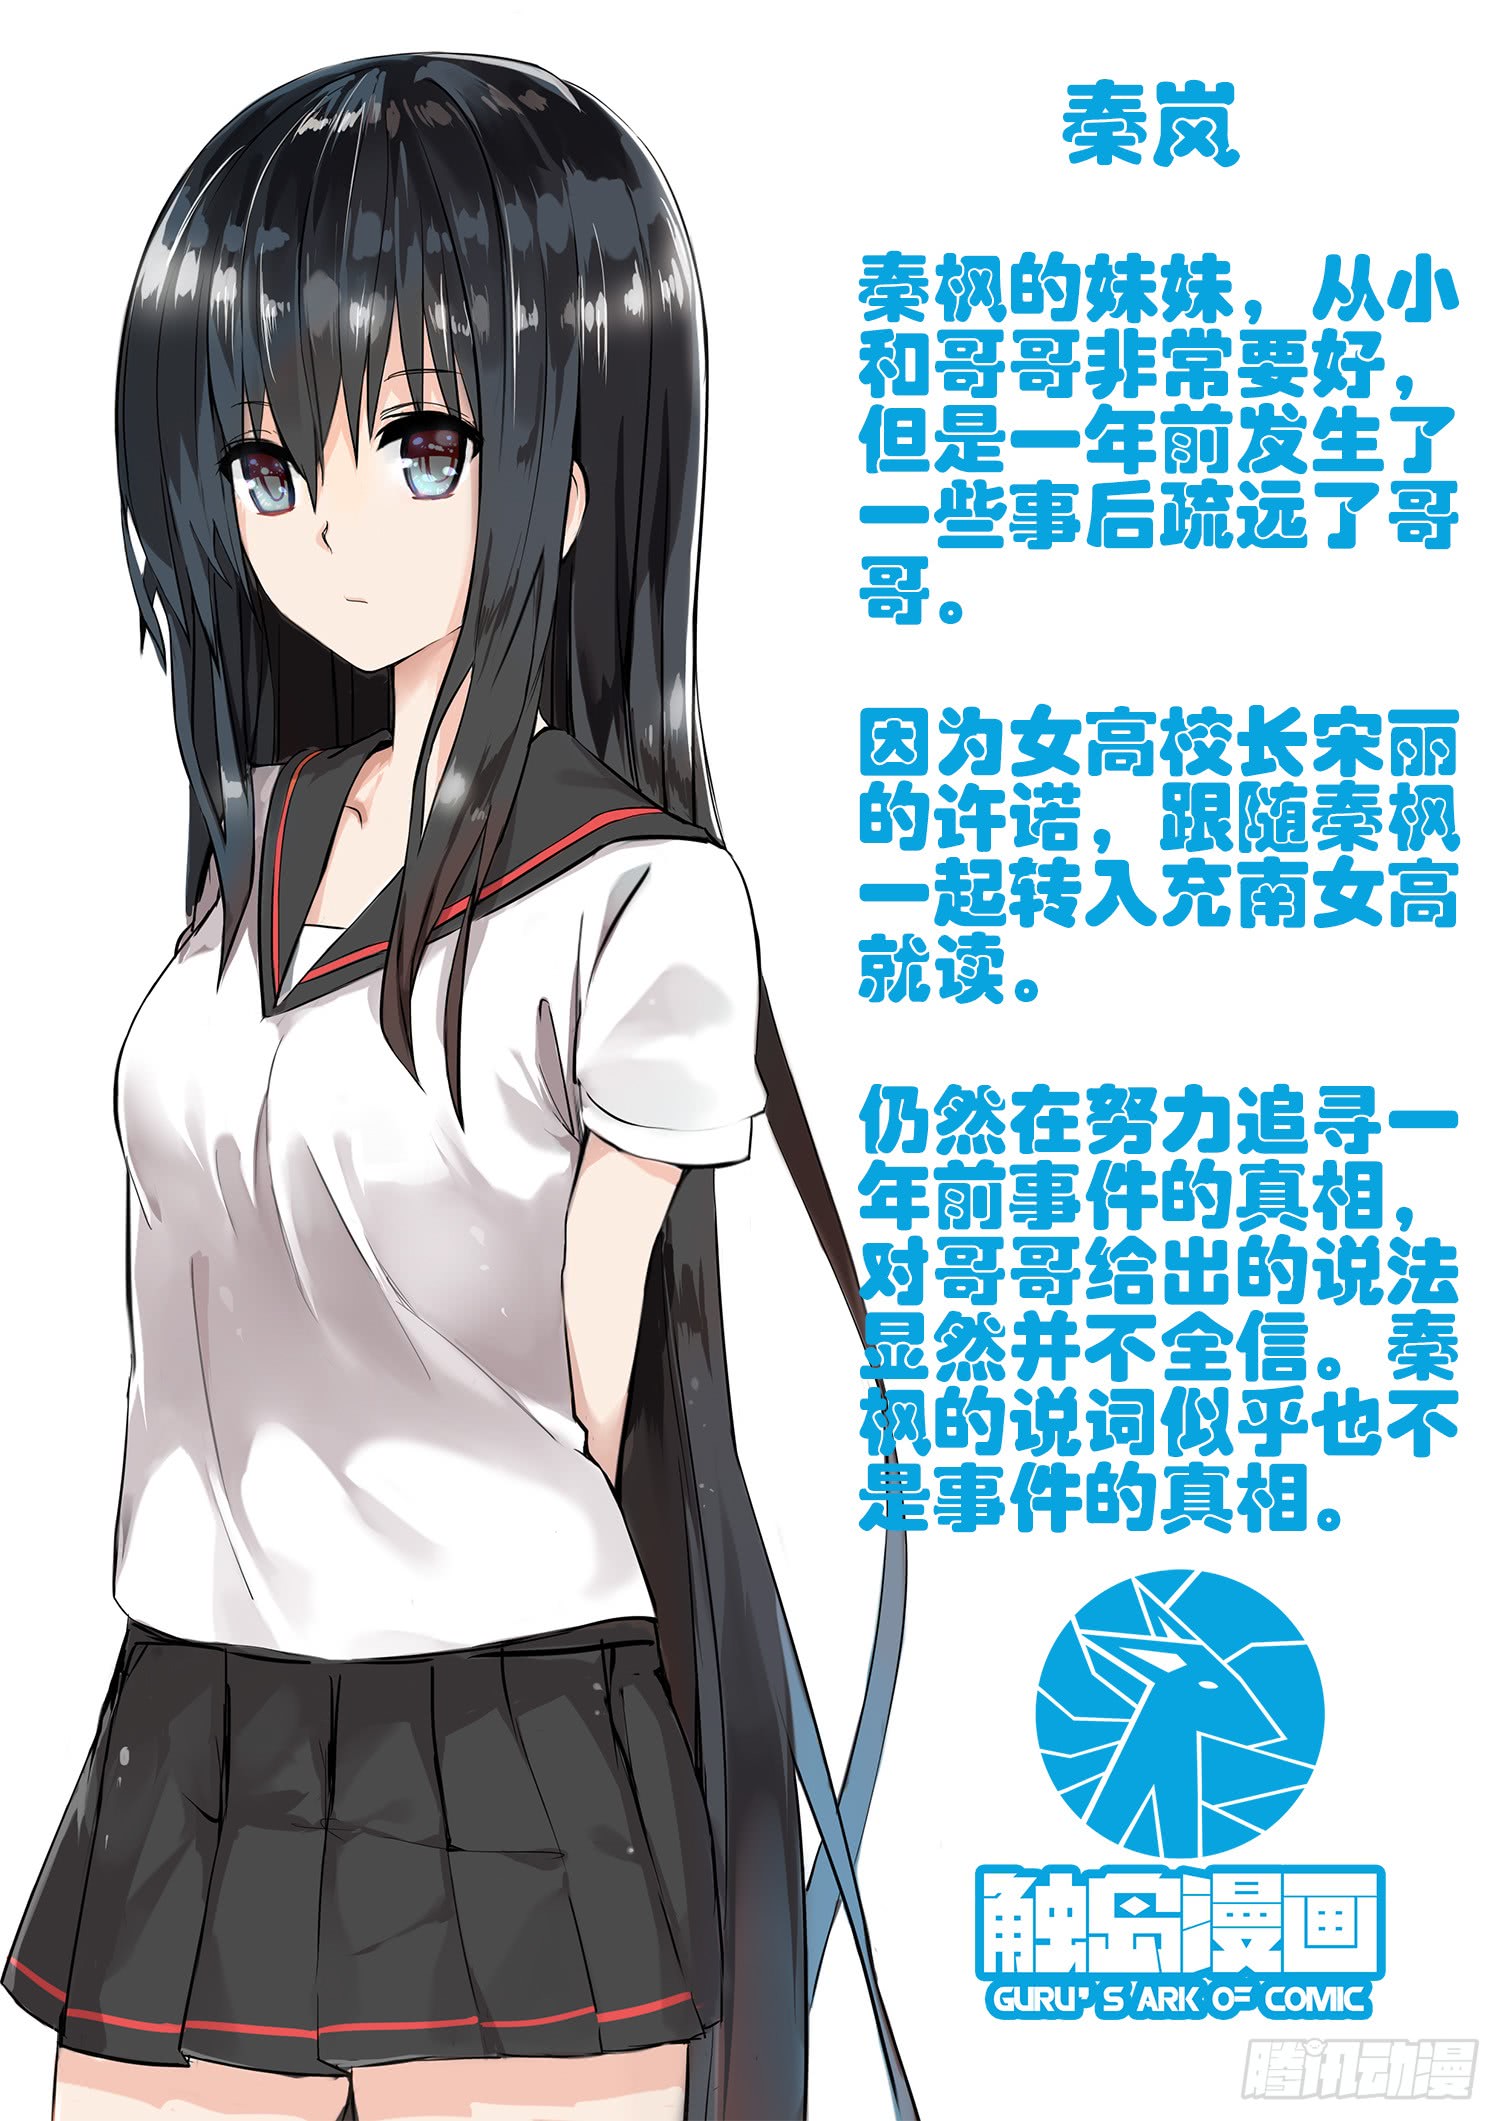 秦岚
秦枫的妹妹，从小
和哥哥非常要好，
但是一年前发生了
一些事后疏远了哥
哥。
因为女高校长宋丽
的许诺，跟随秦枫
一起转入充南女高
就读。
仍然在努力追寻一
年前事件的真相，
对哥哥给出的说法
显然并不全信。秦
枫的说词似乎也不
是事件的真相。
触岛漫画
GURU'S ARK OF COMIC
腾讯动漫